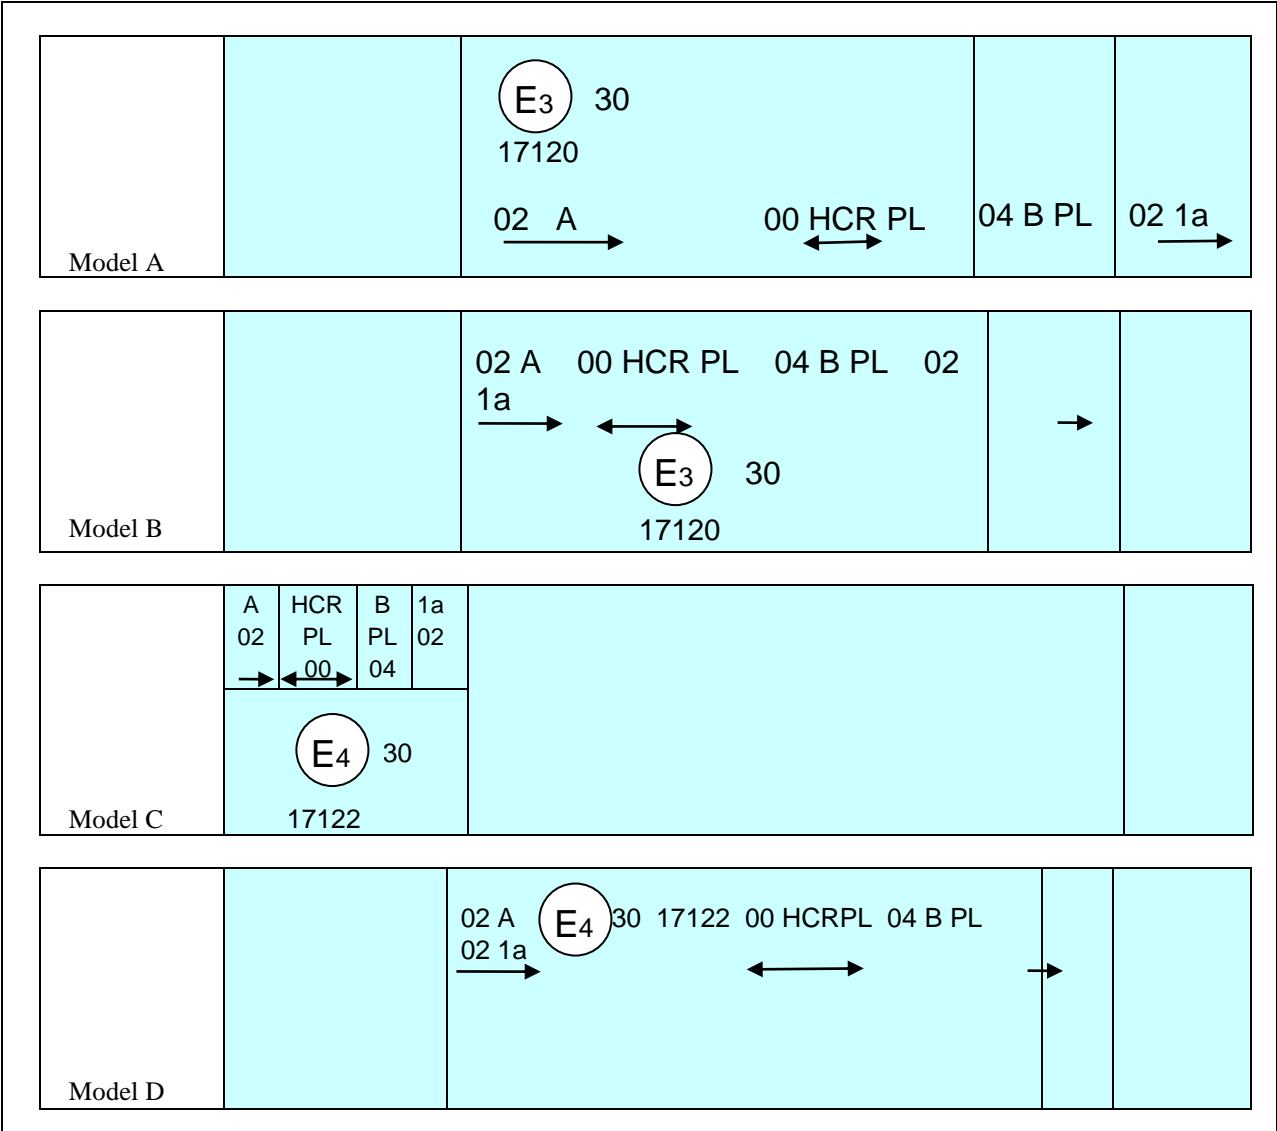 E3 30
17120
02 A 00 HCR PL 04 B PL 02 1a
Model A
02 A 00 HCR PL 04 B PL 02
1a
E3 30
17120
Model B
A HCR B 1a
02 PL PL 02
00 04
E4 30
17122
Model C
02 A E4 30 17122 00 HCRPL 04 B PL
02 1a
Model D